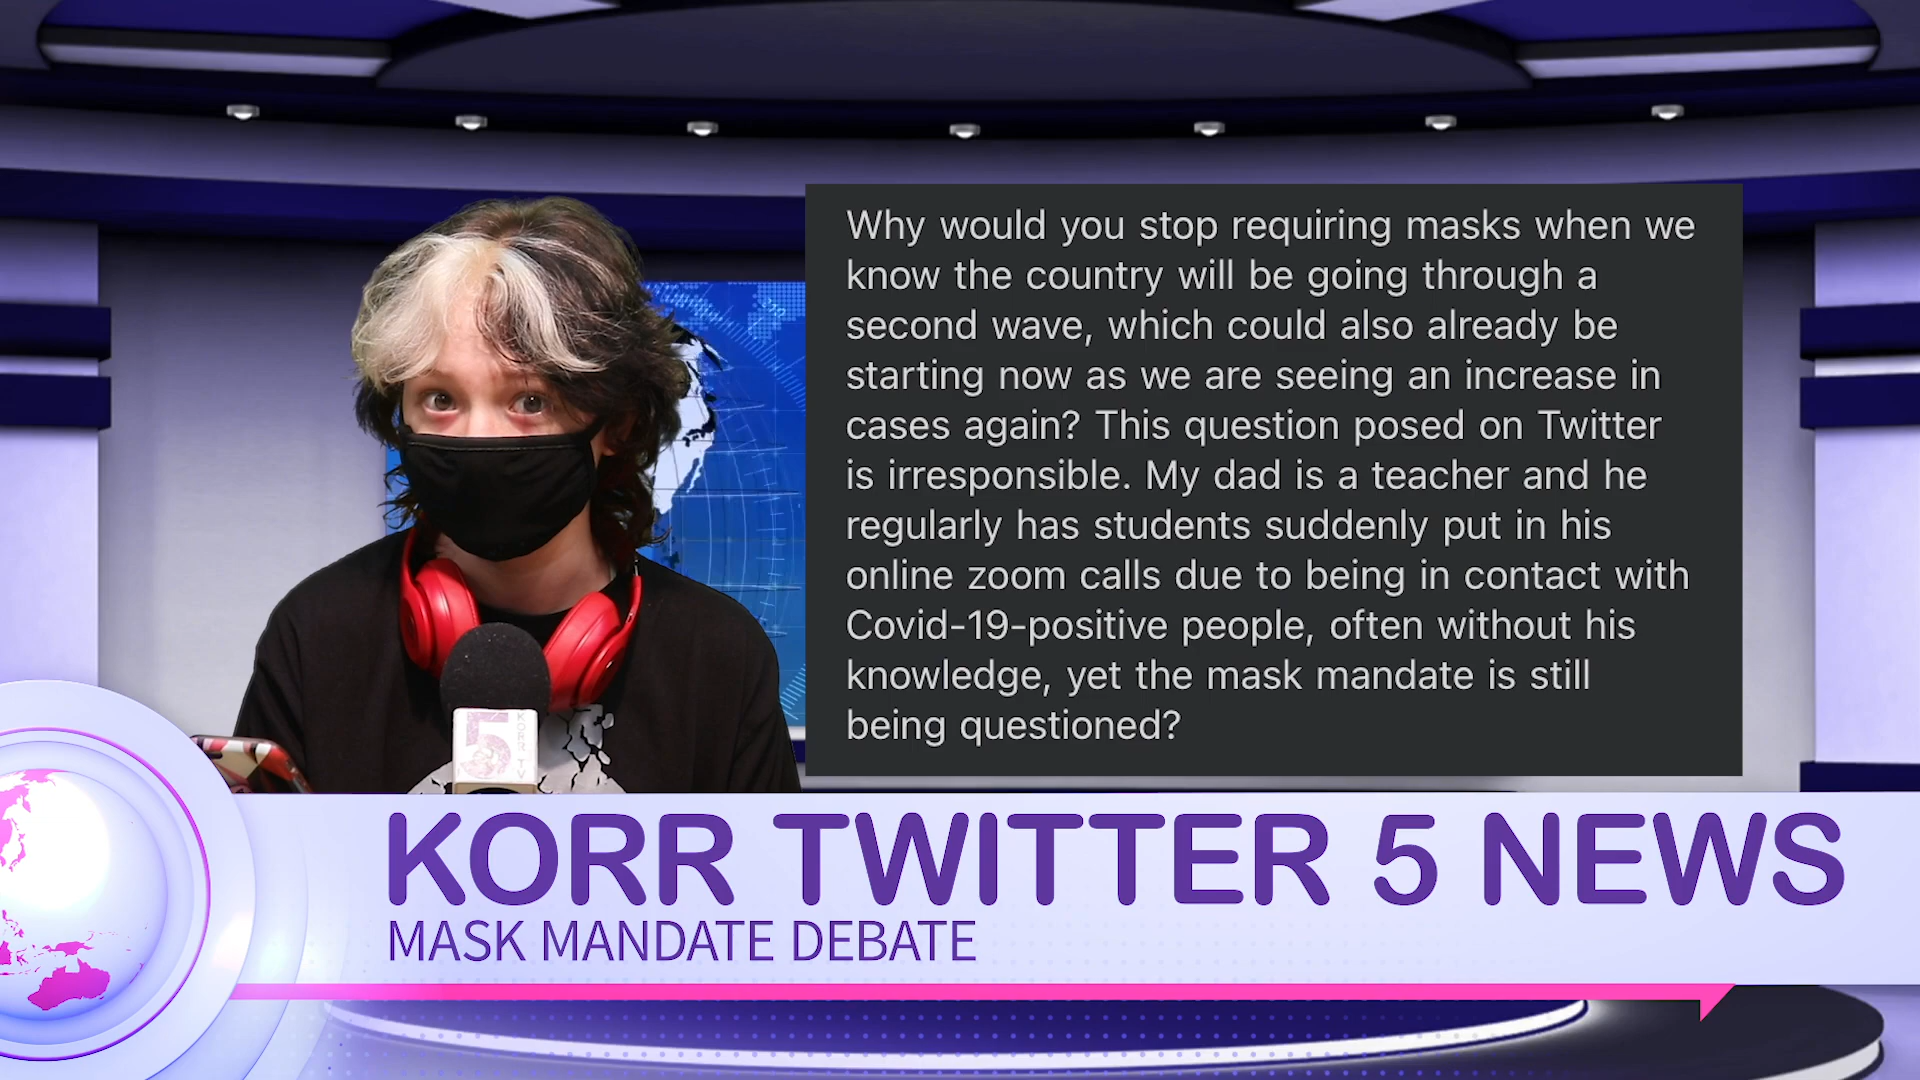 Why would you stop requiring masks when we
know the country will be going through a
second wave, which could also already be
starting now as we are seeing an increase in
cases again? This question posed on Twitter
is irresponsible. My dad is a teacher and he
regularly has students suddenly put in his
online zoom calls due to being in contact with
Covid-19-positive people, often without his
knowledge, yet the mask mandate is still
being questioned?
5
KORR TV
KORR TWITTER 5 NEWS
MASK MANDATE DEBATE